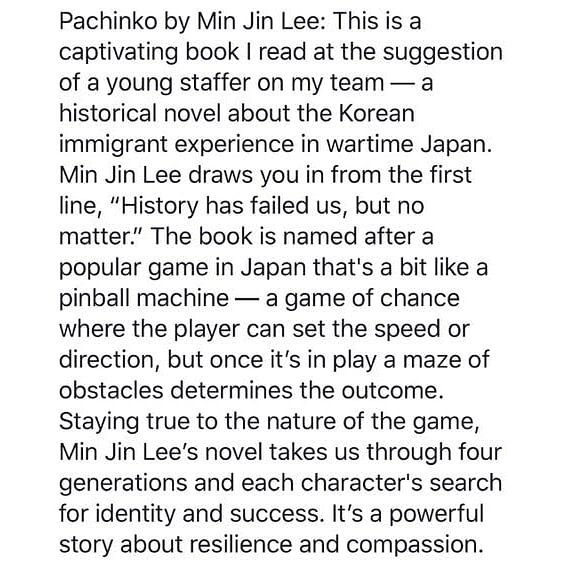 Pachinko by Min Jin Lee: This is a
captivating book I read at the suggestion
of a young staffer on my team — a
historical novel about the Korean
immigrant experience in wartime Japan.
Min Jin Lee draws you in from the first
line, “History has failed us, but no
matter.” The book is named after a
popular game in Japan that's a bit like a
pinball machine — a game of chance
where the player can set the speed or
direction, but once it’s in play a maze of
obstacles determines the outcome.
Staying true to the nature of the game,
Min Jin Lee’s novel takes us through four
generations and each character's search
for identity and success. It’s a powerful
story about resilience and compassion.